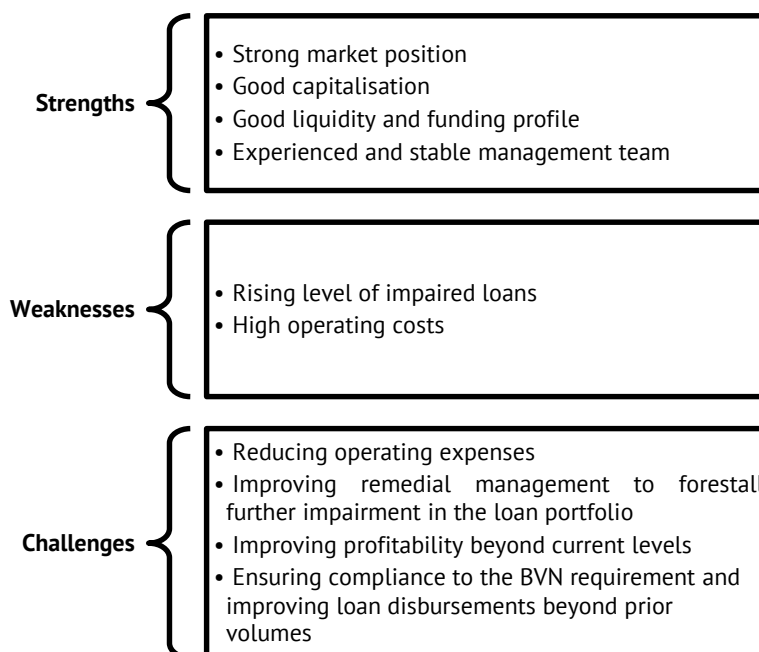 Strengths
• Strong market position
• Good capitalisation
• Good liquidity and funding profile
• Experienced and stable management team
Weaknesses
• Rising level of impaired loans
• High operating costs
Challenges
• Reducing operating expenses
• Improving remedial management to forestall
further impairment in the loan portfolio
• Improving profitability beyond current levels
• Ensuring compliance to the BVN requirement and
improving loan disbursements beyond prior
volumes